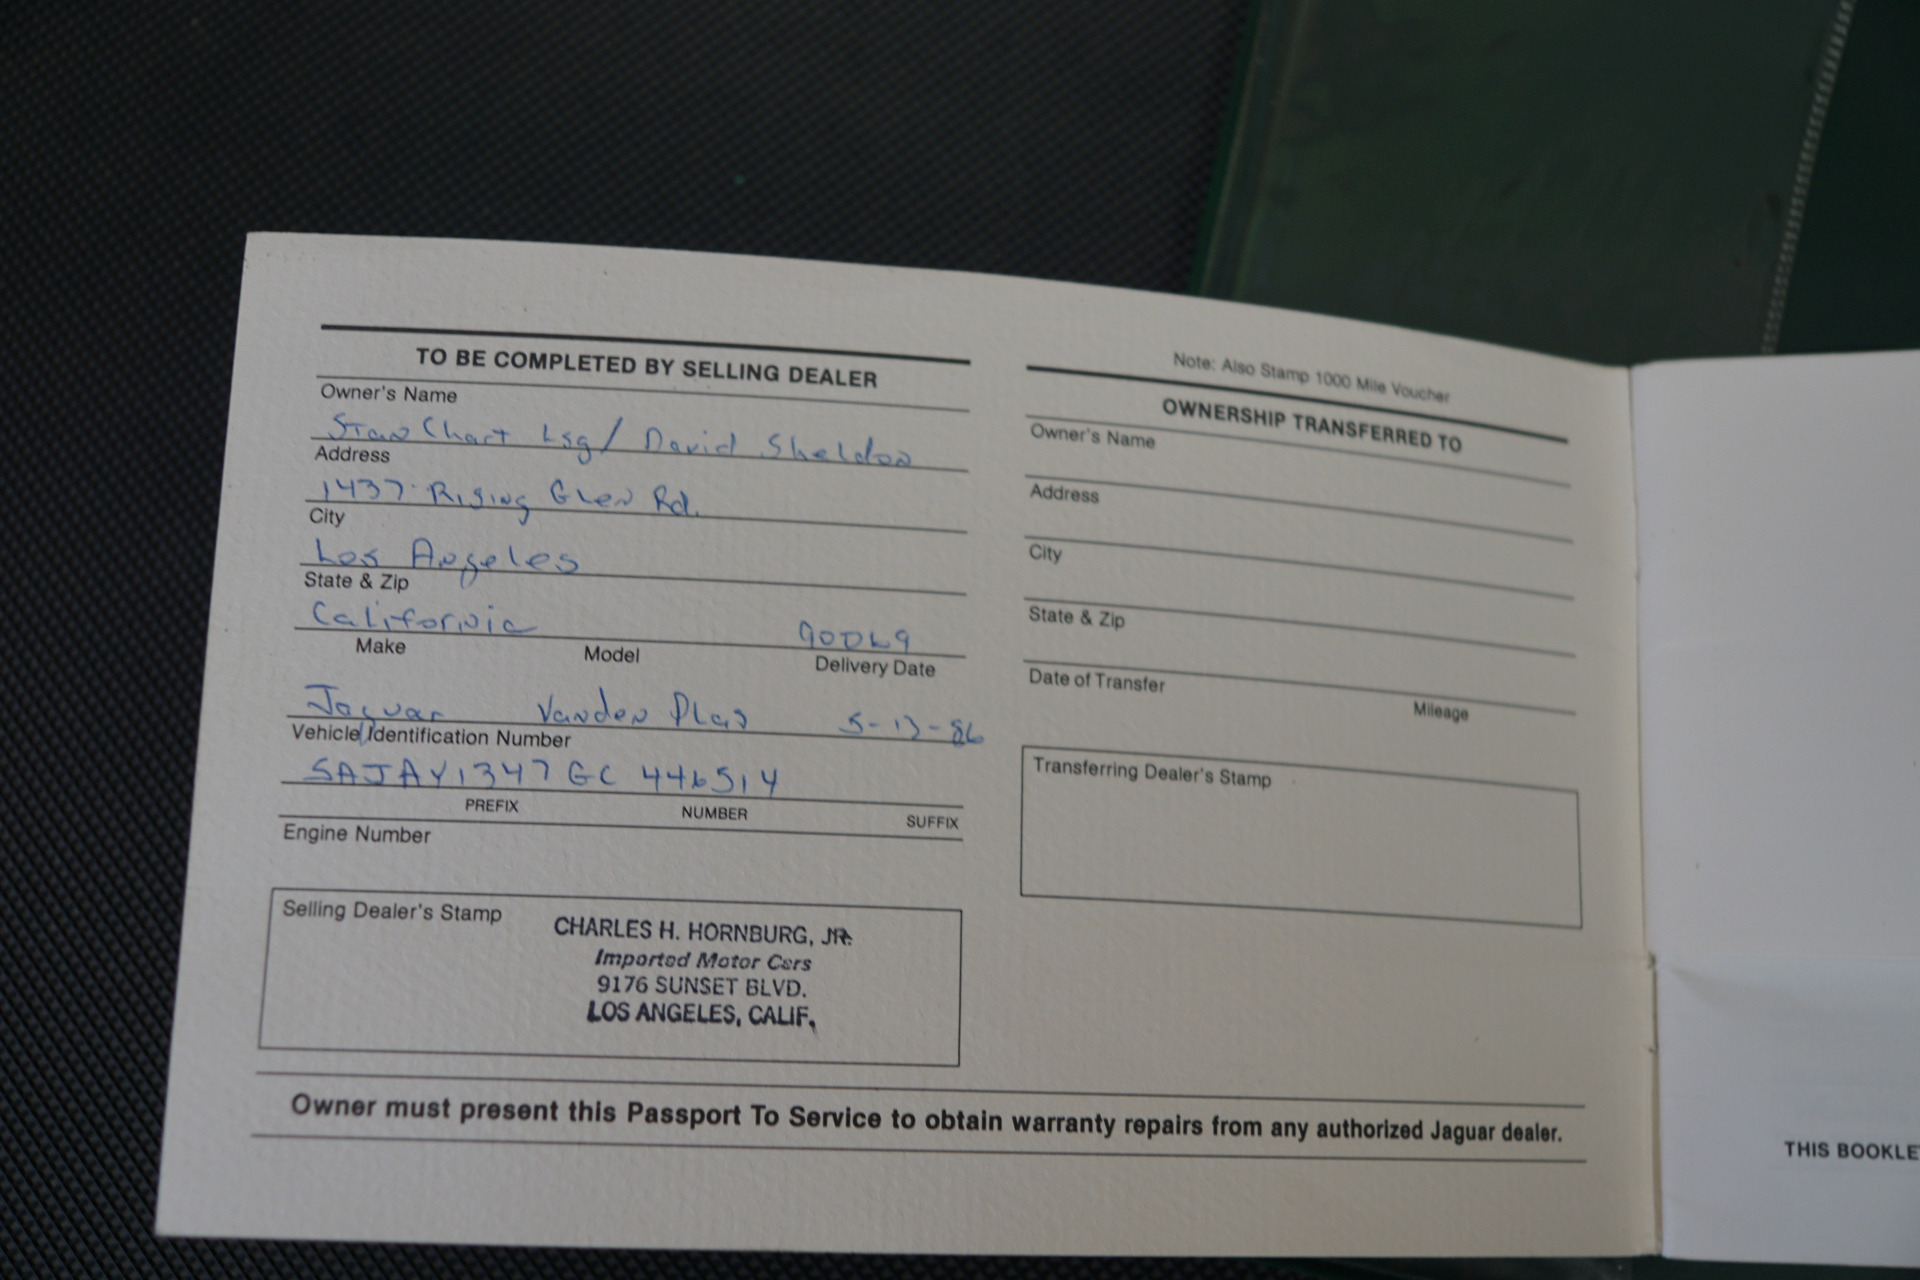 TO BE COMPLETED BY SELLING DEALER
Owner's Name
Stan Chart Lsg/ David Sheldon
Address
1437 Rising Glen Rd.
City
Los Angeles
State & Zip
California 90069
Make Model Delivery Date
Jaguar Vanden Plas 5-13-86
Vehicle Identification Number
SAJAY1347GC 446514
PREFIX NUMBER SUFFIX
Engine Number
Selling Dealer's Stamp
CHARLES H. HORNBURG, JR.
Imported Motor Cars
9176 SUNSET BLVD.
LOS ANGELES, CALIF.
Note: Also Stamp 1000 Mile Voucher
OWNERSHIP TRANSFERRED TO
Owner's Name
Address
City
State & Zip
Date of Transfer Mileage
Transferring Dealer's Stamp
Owner must present this Passport To Service to obtain warranty repairs from any authorized Jaguar dealer.
THIS BOOKLE